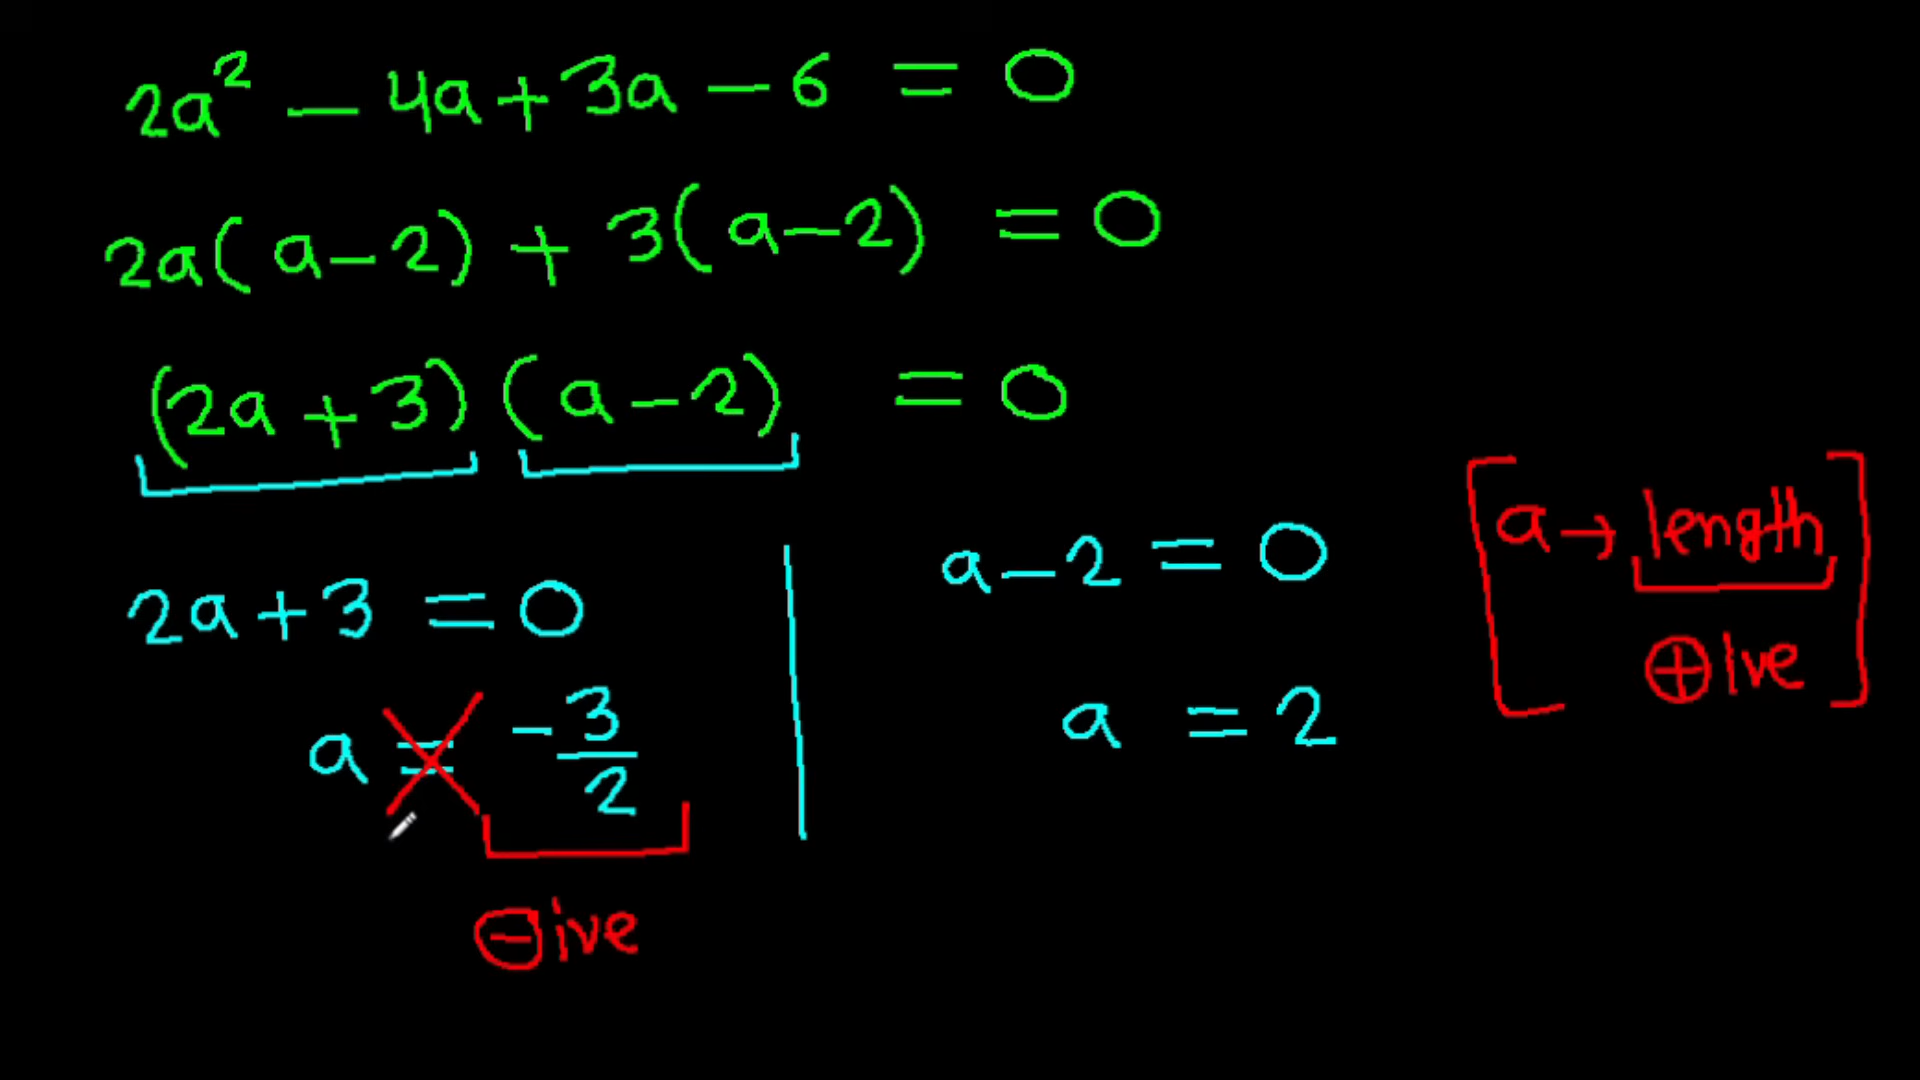 2a² - 4a + 3a - 6 = 0
2a(a-2) + 3(a-2) = 0
(2a + 3)(a - 2) = 0
2a + 3 = 0
a = -3/2
-ive
a - 2 = 0
a = 2
a → length
+ive